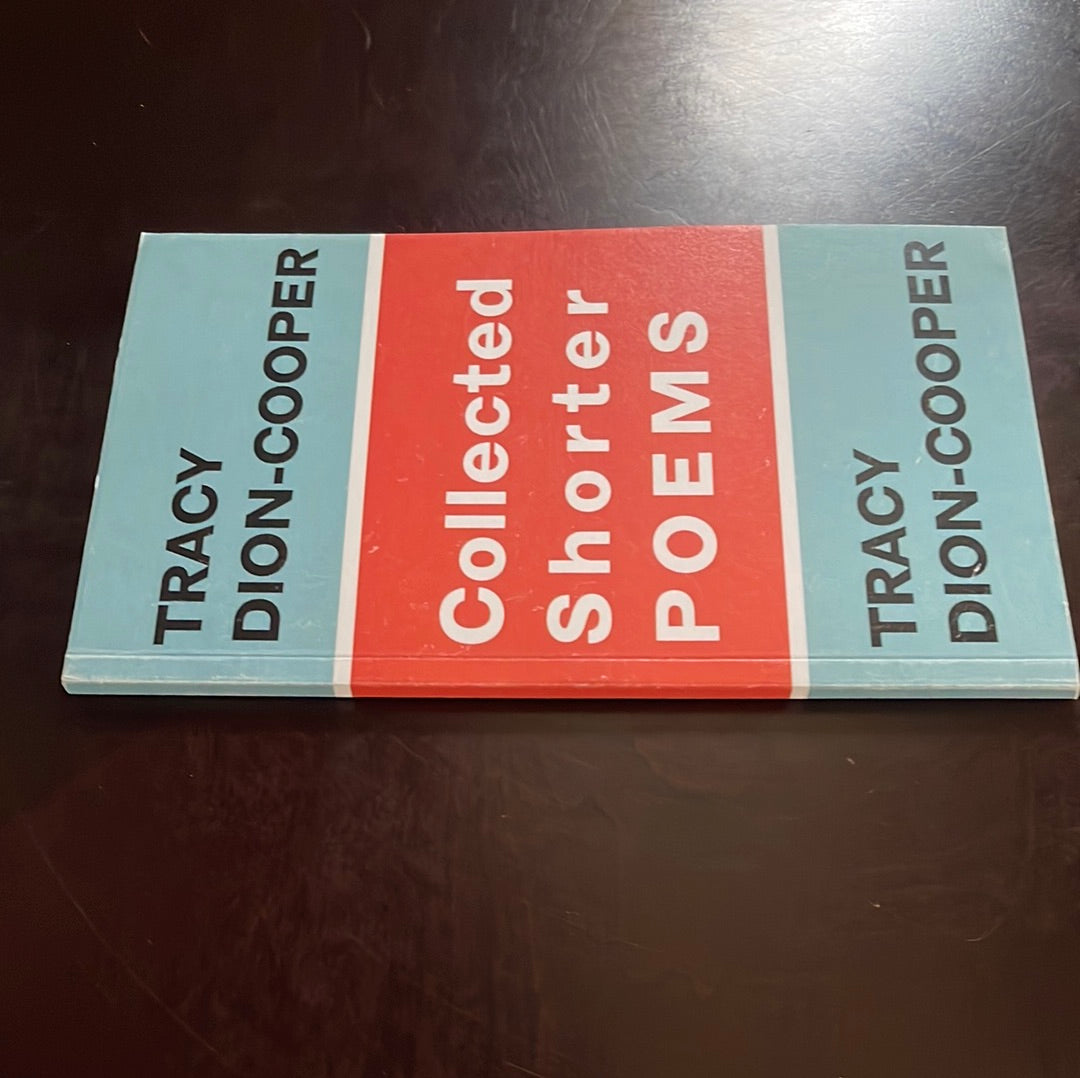 TRACY
DION-COOPER
Collected
Shorter
POEMS
TRACY
DION-COOPER